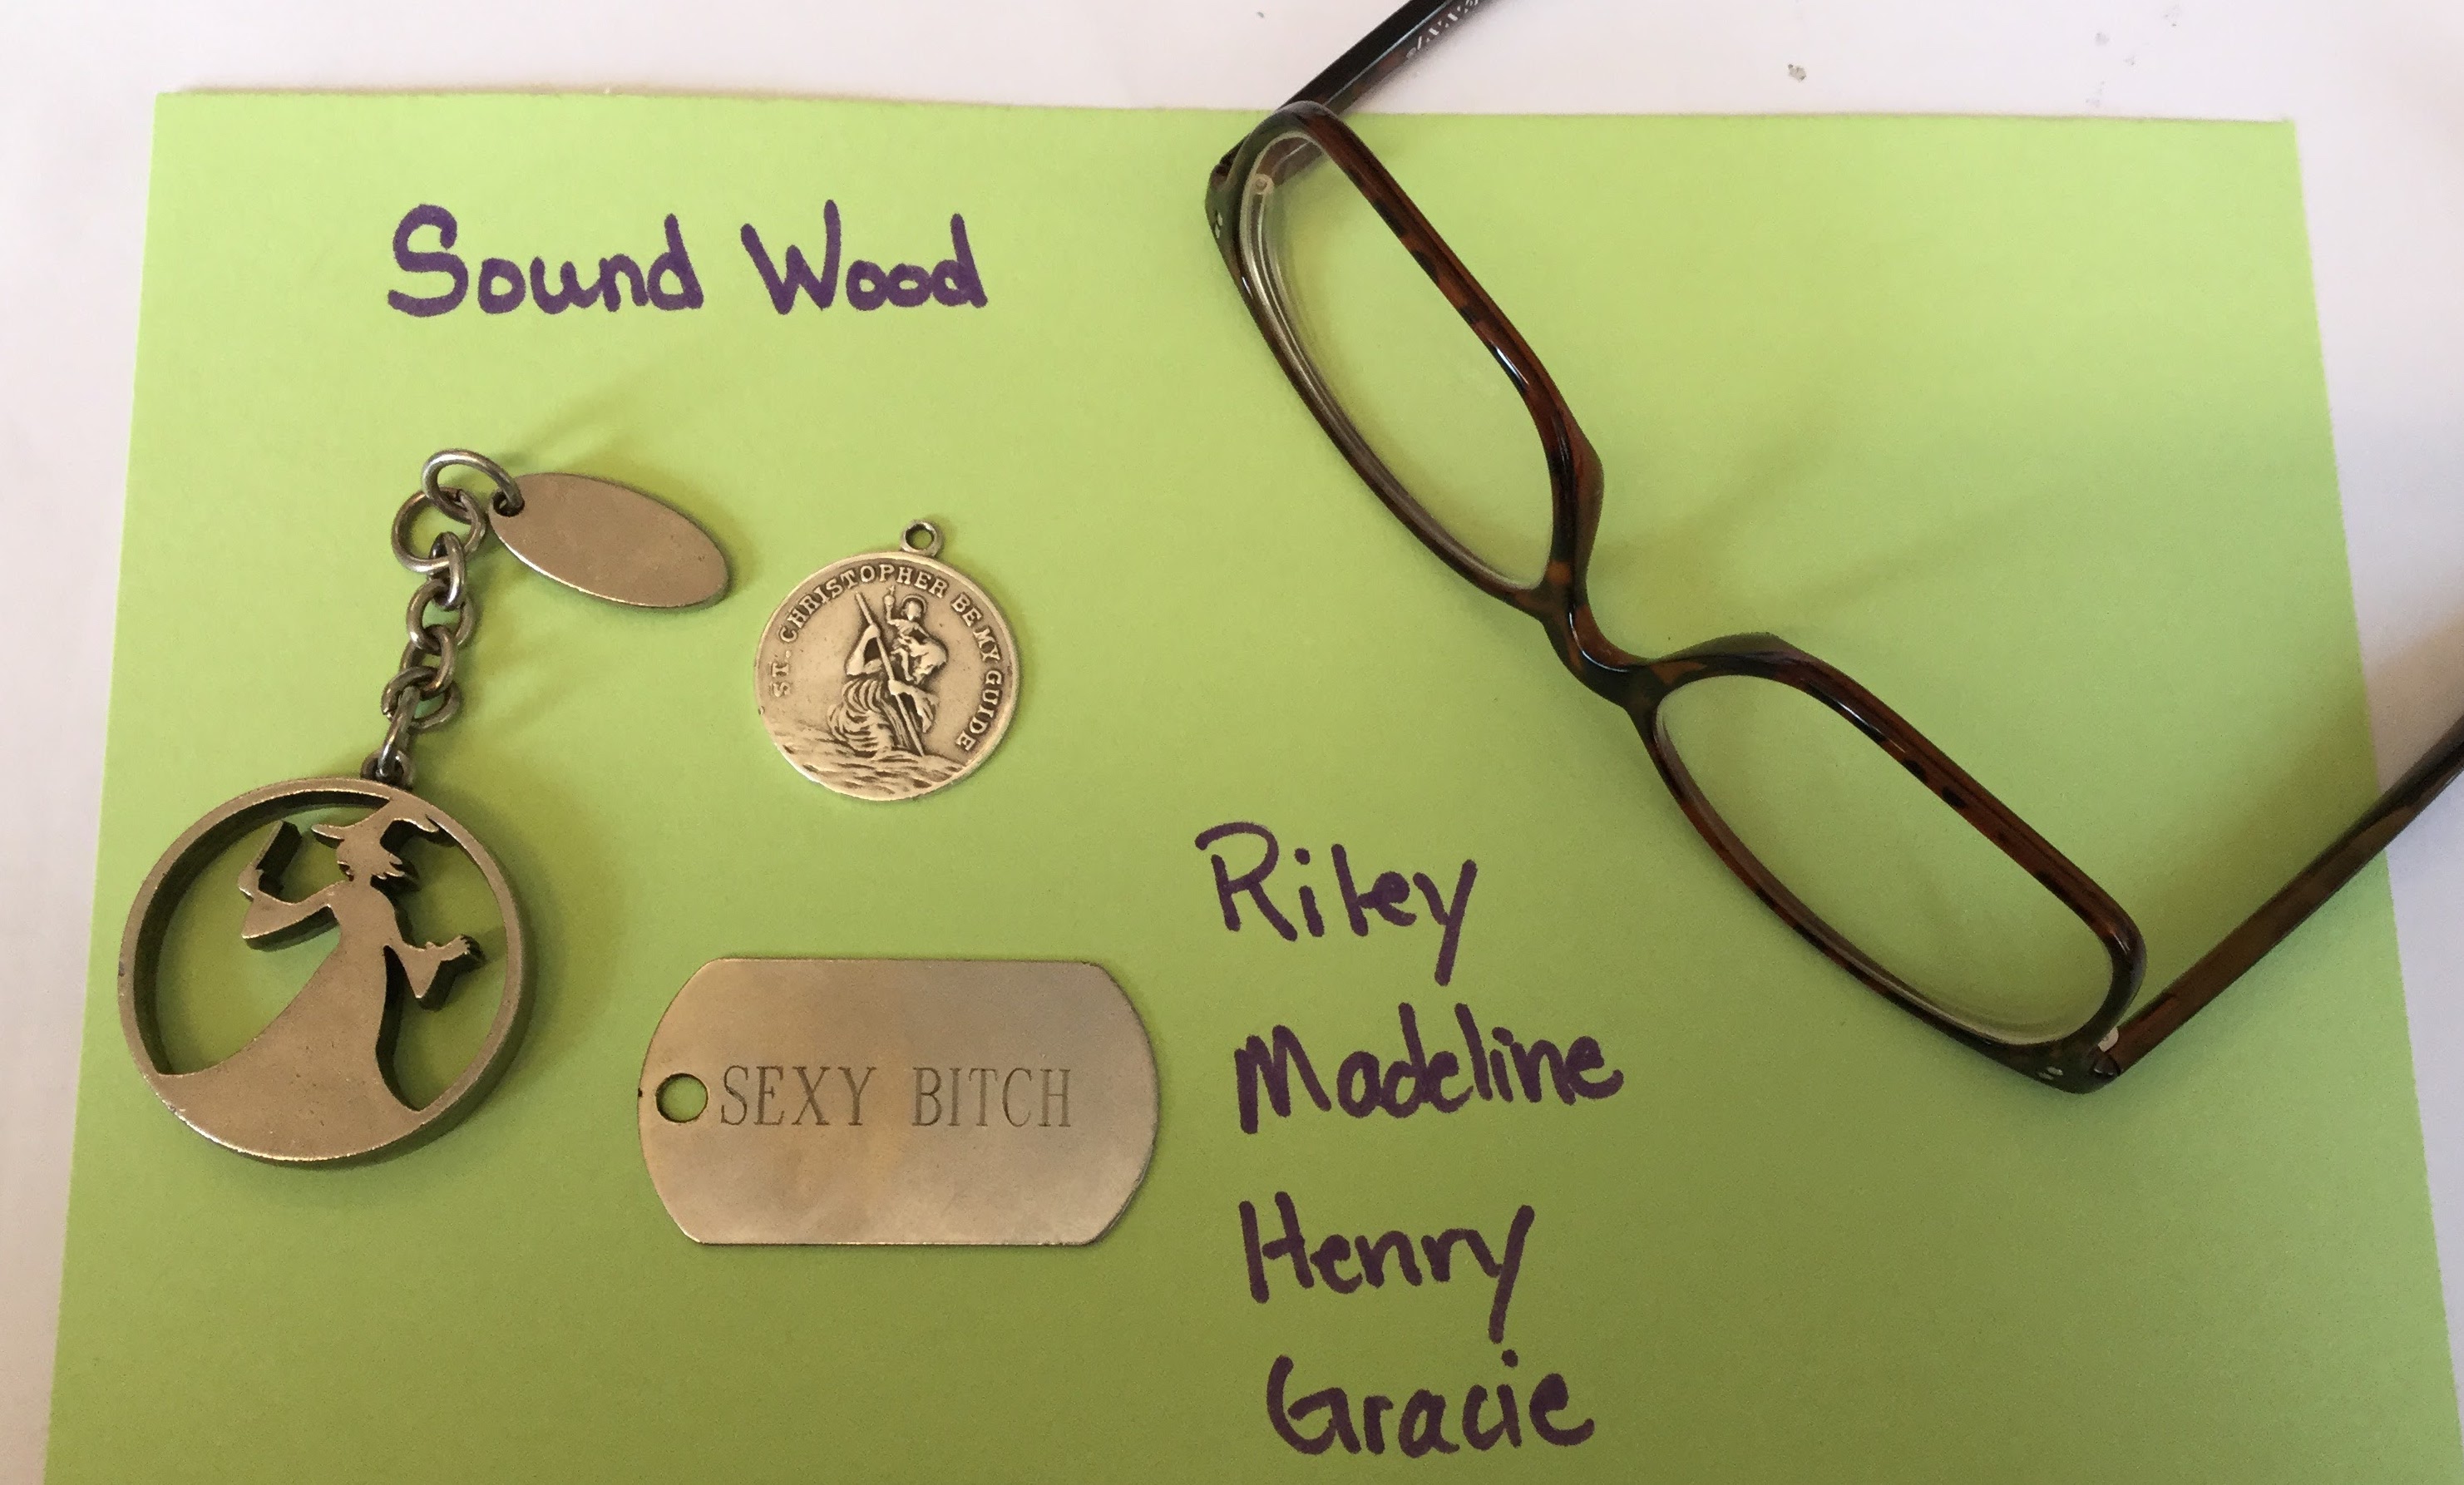 Sound Wood
ST. CHRISTOPHER BE MY GUIDE
SEXY BITCH
Riley
Madeline
Henry
Gracie